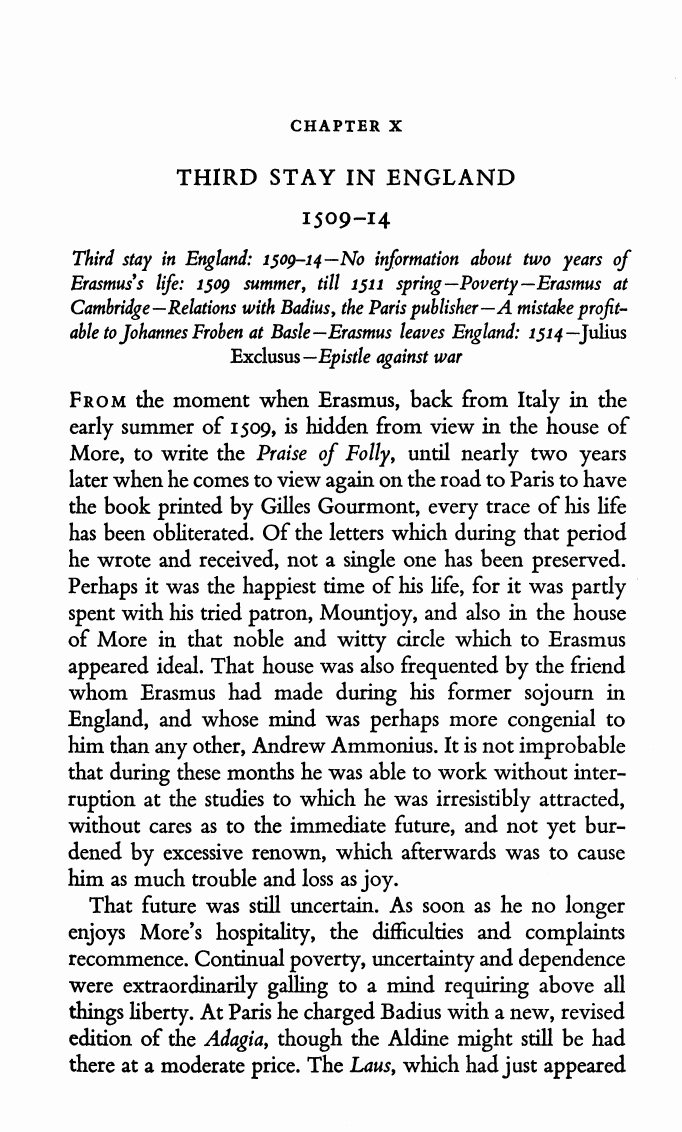 CHAPTER X
THIRD STAY IN ENGLAND
1509–14
Third stay in England: 1509–14—No information about two years of
Erasmus's life: 1509 summer, till 1511 spring—Poverty—Erasmus at
Cambridge—Relations with Badius, the Paris publisher—A mistake profit-
able to Johannes Froben at Basle—Erasmus leaves England: 1514—Julius
Exclusus—Epistle against war
FROM the moment when Erasmus, back from Italy in the
early summer of 1509, is hidden from view in the house of
More, to write the Praise of Folly, until nearly two years
later when he comes to view again on the road to Paris to have
the book printed by Gilles Gourmont, every trace of his life
has been obliterated. Of the letters which during that period
he wrote and received, not a single one has been preserved.
Perhaps it was the happiest time of his life, for it was partly
spent with his tried patron, Mountjoy, and also in the house
of More in that noble and witty circle which to Erasmus
appeared ideal. That house was also frequented by the friend
whom Erasmus had made during his former sojourn in
England, and whose mind was perhaps more congenial to
him than any other, Andrew Ammonius. It is not improbable
that during these months he was able to work without inter-
ruption at the studies to which he was irresistibly attracted,
without cares as to the immediate future, and not yet bur-
dened by excessive renown, which afterwards was to cause
him as much trouble and loss as joy.
That future was still uncertain. As soon as he no longer
enjoys More's hospitality, the difficulties and complaints
recommence. Continual poverty, uncertainty and dependence
were extraordinarily galling to a mind requiring above all
things liberty. At Paris he charged Badius with a new, revised
edition of the Adagia, though the Aldine might still be had
there at a moderate price. The Laus, which had just appeared